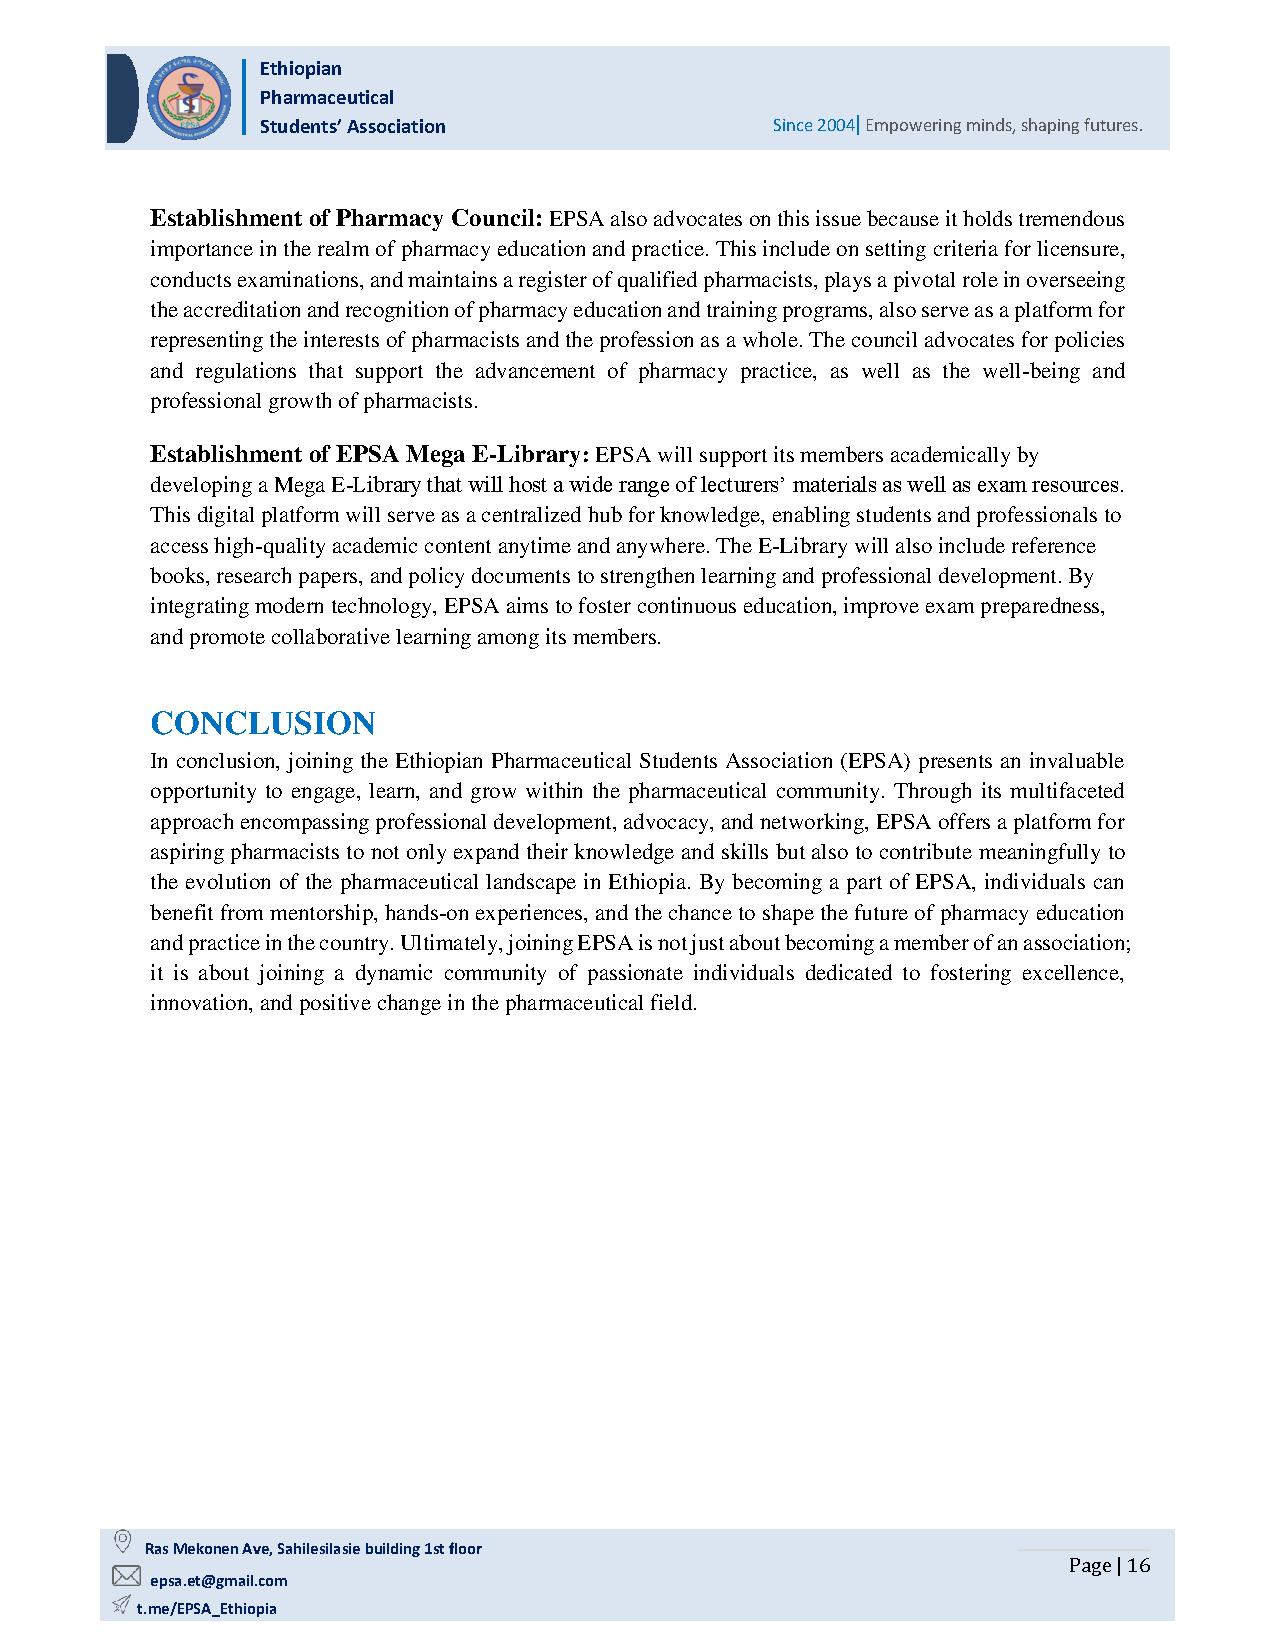 Ethiopian
Pharmaceutical
Students’ Association
Since 2004| Empowering minds, shaping futures.
EPSA
Establishment of Pharmacy Council: EPSA also advocates on this issue because it holds tremendous
importance in the realm of pharmacy education and practice. This include on setting criteria for licensure,
conducts examinations, and maintains a register of qualified pharmacists, plays a pivotal role in overseeing
the accreditation and recognition of pharmacy education and training programs, also serve as a platform for
representing the interests of pharmacists and the profession as a whole. The council advocates for policies
and regulations that support the advancement of pharmacy practice, as well as the well-being and
professional growth of pharmacists.
Establishment of EPSA Mega E-Library: EPSA will support its members academically by
developing a Mega E-Library that will host a wide range of lecturers’ materials as well as exam resources.
This digital platform will serve as a centralized hub for knowledge, enabling students and professionals to
access high-quality academic content anytime and anywhere. The E-Library will also include reference
books, research papers, and policy documents to strengthen learning and professional development. By
integrating modern technology, EPSA aims to foster continuous education, improve exam preparedness,
and promote collaborative learning among its members.
CONCLUSION
In conclusion, joining the Ethiopian Pharmaceutical Students Association (EPSA) presents an invaluable
opportunity to engage, learn, and grow within the pharmaceutical community. Through its multifaceted
approach encompassing professional development, advocacy, and networking, EPSA offers a platform for
aspiring pharmacists to not only expand their knowledge and skills but also to contribute meaningfully to
the evolution of the pharmaceutical landscape in Ethiopia. By becoming a part of EPSA, individuals can
benefit from mentorship, hands-on experiences, and the chance to shape the future of pharmacy education
and practice in the country. Ultimately, joining EPSA is not just about becoming a member of an association;
it is about joining a dynamic community of passionate individuals dedicated to fostering excellence,
innovation, and positive change in the pharmaceutical field.
Ras Mekonen Ave, Sahilesilasie building 1st floor
epsa.et@gmail.com
t.me/EPSA_Ethiopia
Page | 16